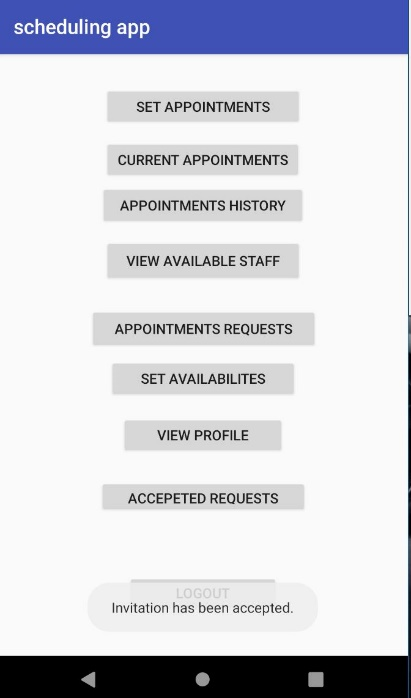 scheduling app
SET APPOINTMENTS
CURRENT APPOINTMENTS
APPOINTMENTS HISTORY
VIEW AVAILABLE STAFF
APPOINTMENTS REQUESTS
SET AVAILABILITES
VIEW PROFILE
ACCEPETED REQUESTS
LOGOUT
Invitation has been accepted.